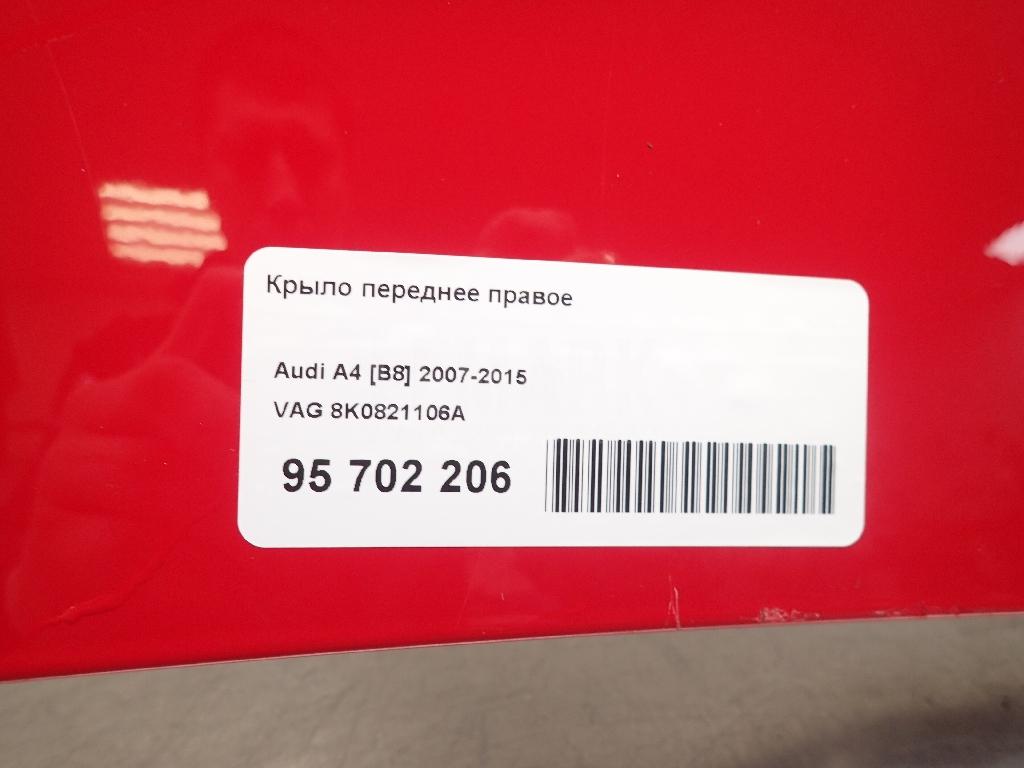 Крыло переднее правое
Audi A4 [B8] 2007-2015
VAG 8K0821106A
95 702 206